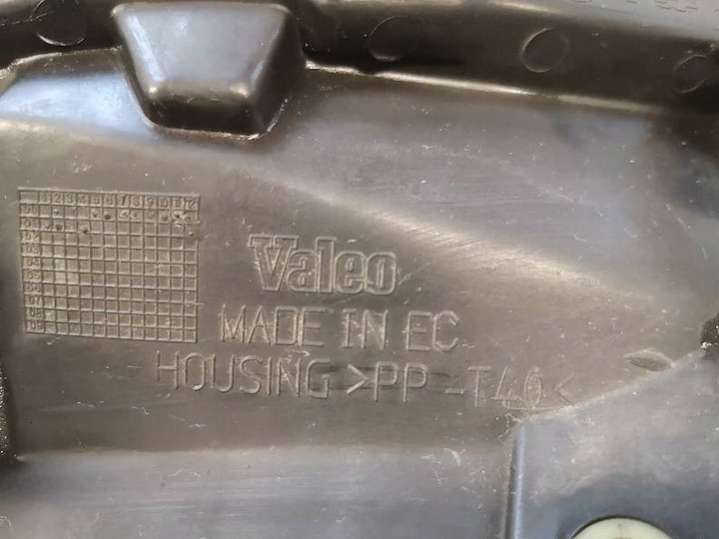 Valeo
MADE IN EC
HOUSING >PP-T40<